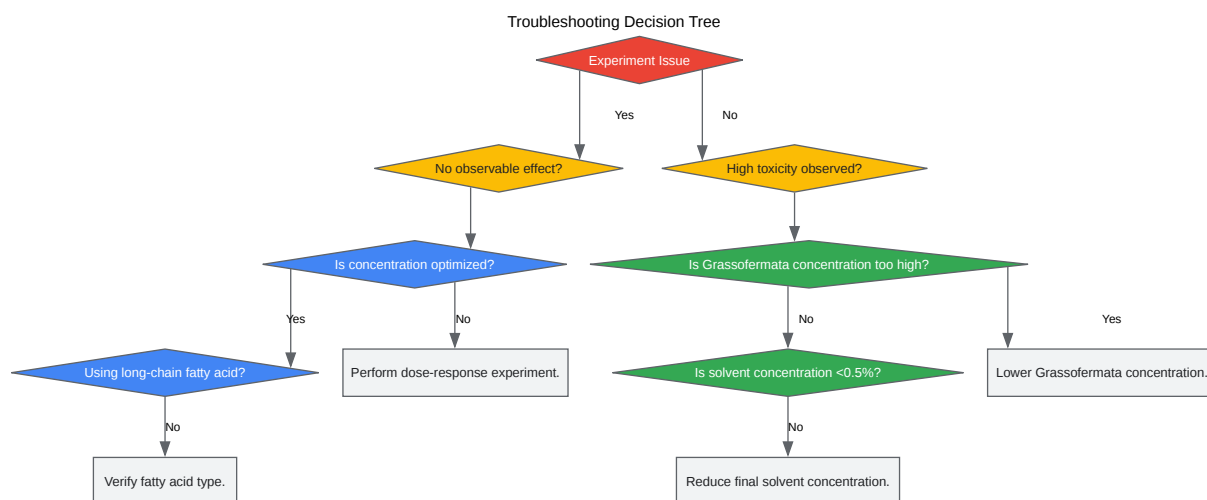 Troubleshooting Decision Tree
Experiment Issue
Yes
No
No observable effect?
High toxicity observed?
Is concentration optimized?
Is Grassofermata concentration too high?
Yes
No
No
Yes
Using long-chain fatty acid?
Perform dose-response experiment.
Is solvent concentration <0.5%?
Lower Grassofermata concentration.
No
No
Verify fatty acid type.
Reduce final solvent concentration.